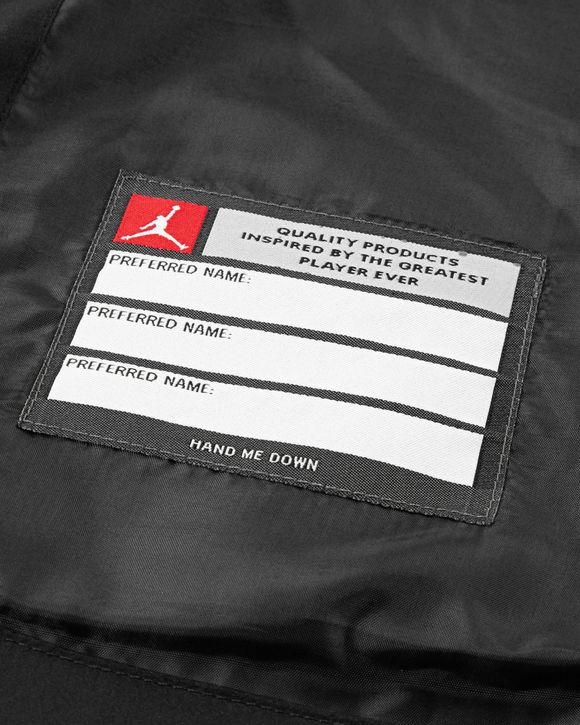 QUALITY PRODUCTS
INSPIRED BY THE GREATEST
PLAYER EVER
PREFERRED NAME:
PREFERRED NAME:
PREFERRED NAME:
HAND ME DOWN